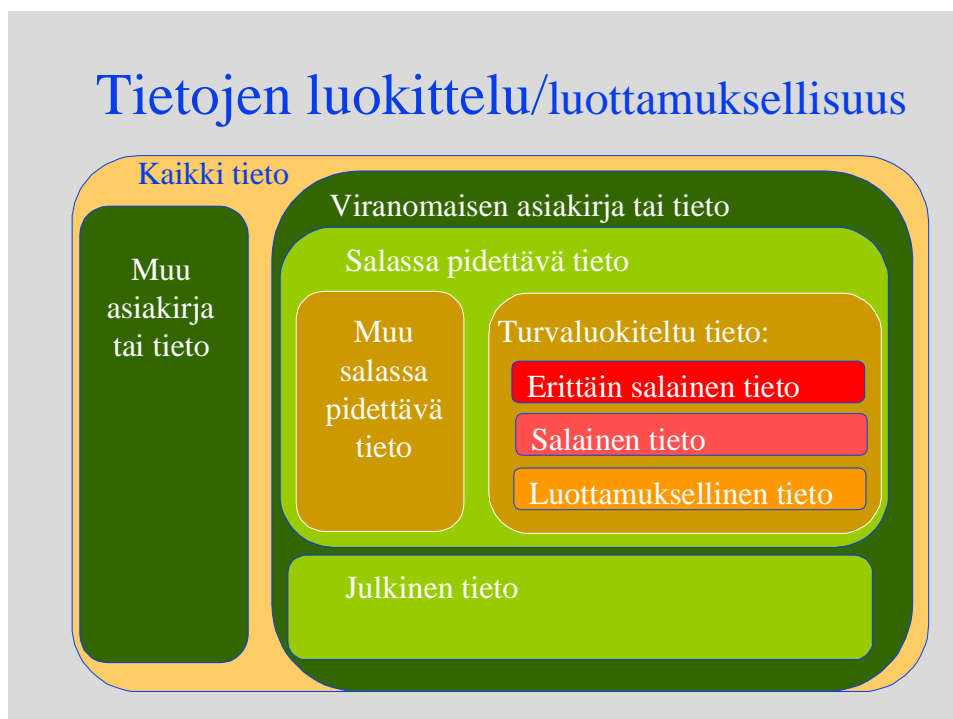 Tietojen luokittelu/luottamuksellisuus
Kaikki tieto
Muu
asiakirja
tai tieto
Viranomaisen asiakirja tai tieto
Salassa pidettävä tieto
Muu
salassa
pidettävä
tieto
Turvaluokiteltu tieto:
Erittäin salainen tieto
Salainen tieto
Luottamuksellinen tieto
Julkinen tieto